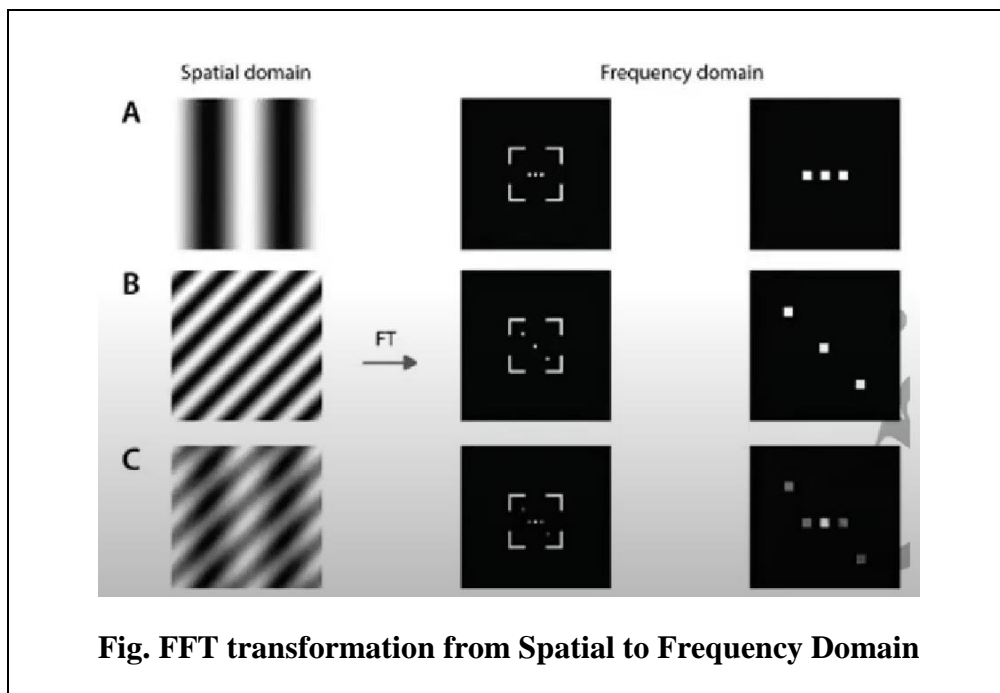 Spatial domain Frequency domain
A
B
FT
C
Fig. FFT transformation from Spatial to Frequency Domain